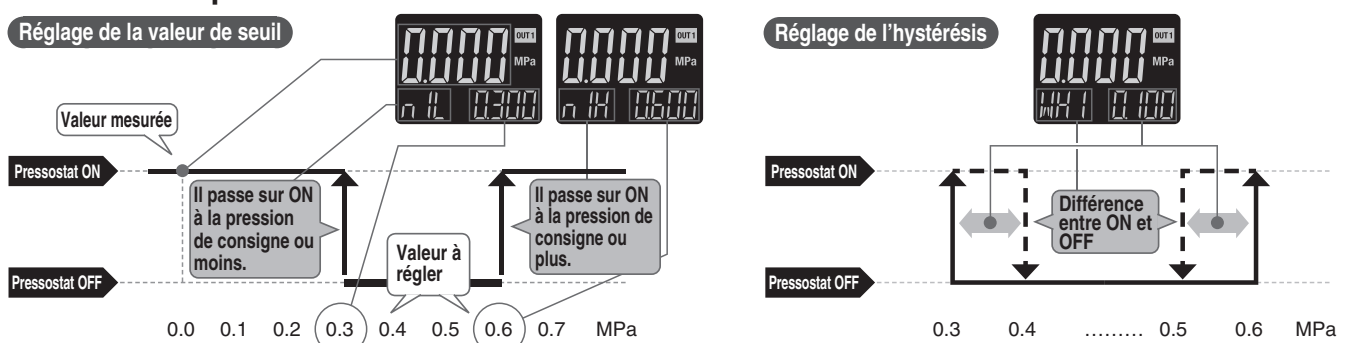 Réglage de la valeur de seuil
0.000
OUT1
MPa
n 1L
0.300
0.000
OUT1
MPa
n 1H
0.600
Valeur mesurée
Pressostat ON
Il passe sur ON
à la pression
de consigne ou
moins.
Valeur à
régler
Il passe sur ON
à la pression de
consigne ou
plus.
Pressostat OFF
0.0 0.1 0.2 0.3 0.4 0.5 0.6 0.7 MPa
Réglage de l'hystérésis
0.000
OUT1
MPa
WH 1
0.100
Pressostat ON
Différence
entre ON et
OFF
Pressostat OFF
0.3 0.4 ......... 0.5 0.6 MPa